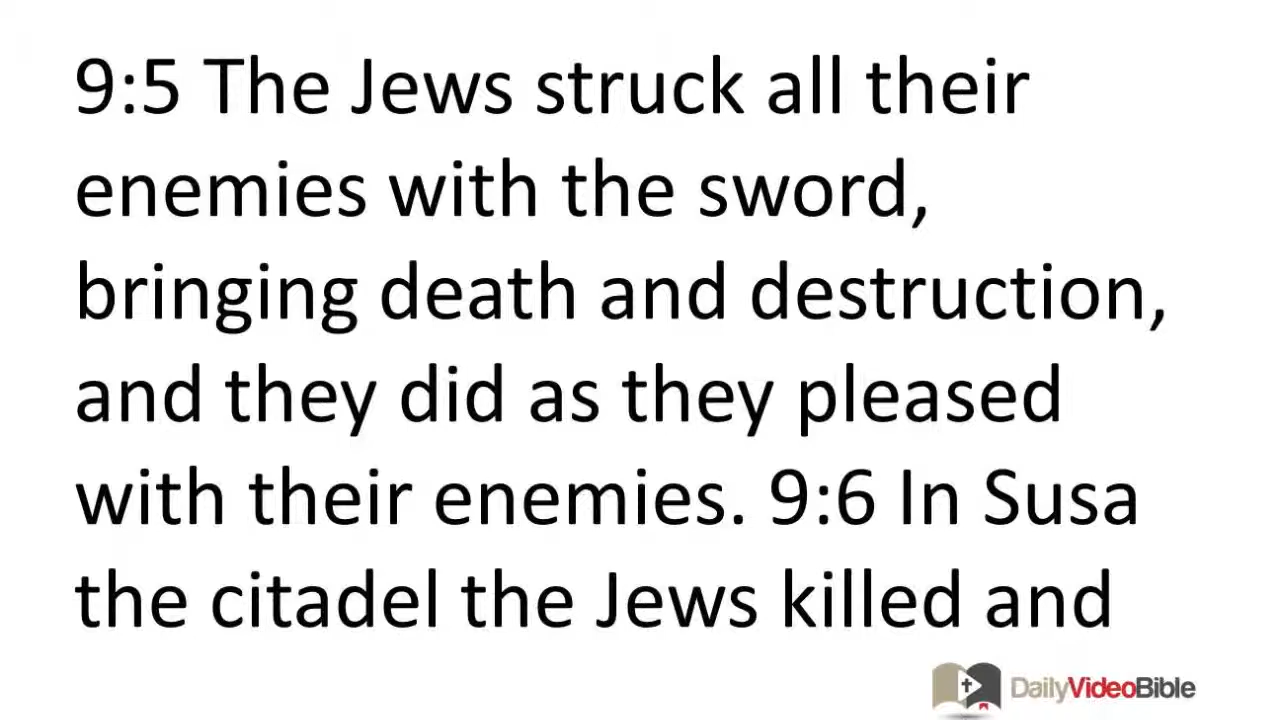 9:5 The Jews struck all their
enemies with the sword,
bringing death and destruction,
and they did as they pleased
with their enemies. 9:6 In Susa
the citadel the Jews killed and
DailyVideoBible